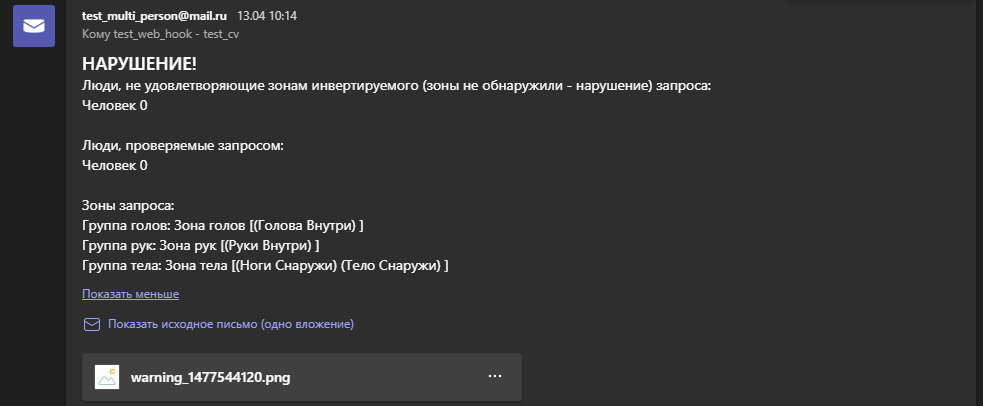 test_multi_person@mail.ru 13.04 10:14
Кому test_web_hook - test_cv
НАРУШЕНИЕ!
Люди, не удовлетворяющие зонам инвертируемого (зоны не обнаружили - нарушение) запроса:
Человек 0
Люди, проверяемые запросом:
Человек 0
Зоны запроса:
Группа голов: Зона голов [(Голова Внутри) ]
Группа рук: Зона рук [(Руки Внутри) ]
Группа тела: Зона тела [(Ноги Снаружи) (Тело Снаружи) ]
Показать меньше
Показать исходное письмо (одно вложение)
warning_1477544120.png